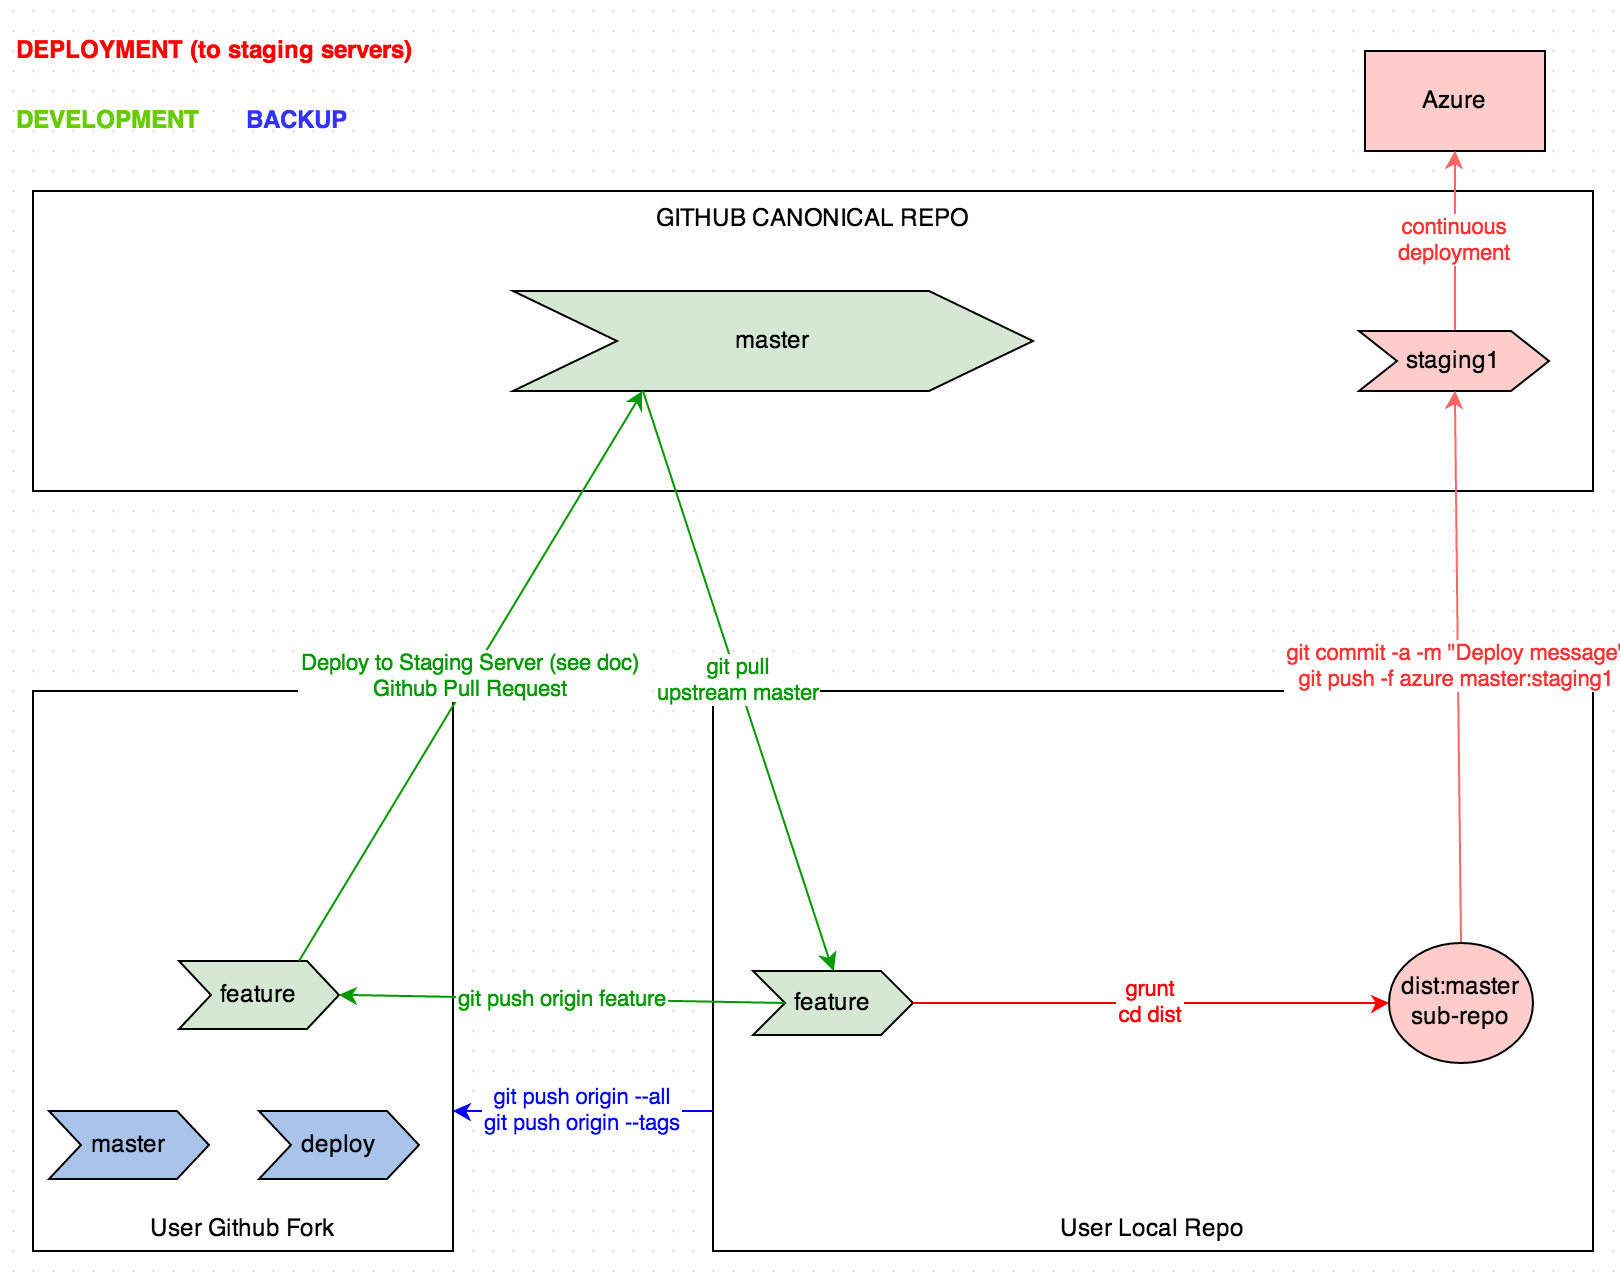 DEPLOYMENT (to staging servers)
DEVELOPMENT
BACKUP
Azure
GITHUB CANONICAL REPO
continuous
deployment
master
staging1
Deploy to Staging Server (see doc)
Github Pull Request
git pull
upstream master
git commit -a -m "Deploy message'
git push -f azure master:staging1
feature
git push origin feature
feature
grunt
cd dist
dist:master
sub-repo
git push origin --all
git push origin --tags
master
deploy
User Github Fork
User Local Repo